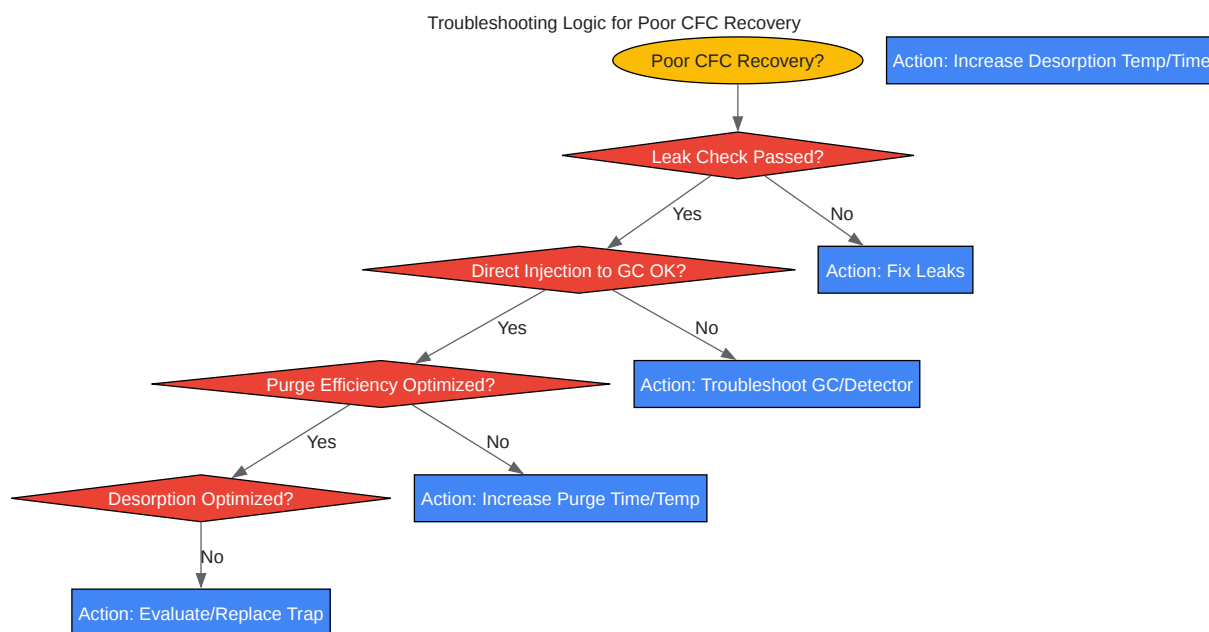 Troubleshooting Logic for Poor CFC Recovery
Poor CFC Recovery?
Action: Increase Desorption Temp/Time
Leak Check Passed?
Yes
No
Direct Injection to GC OK?
Action: Fix Leaks
Yes
No
Purge Efficiency Optimized?
Action: Troubleshoot GC/Detector
Yes
No
Desorption Optimized?
Action: Increase Purge Time/Temp
No
Action: Evaluate/Replace Trap